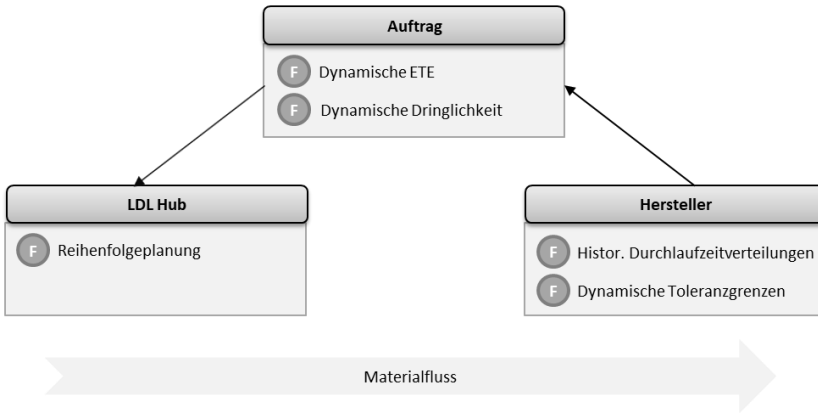 Auftrag
F Dynamische ETE
F Dynamische Dringlichkeit
LDL Hub
F Reihenfolgeplanung
Hersteller
F Histor. Durchlaufzeitverteilungen
F Dynamische Toleranzgrenzen
Materialfluss